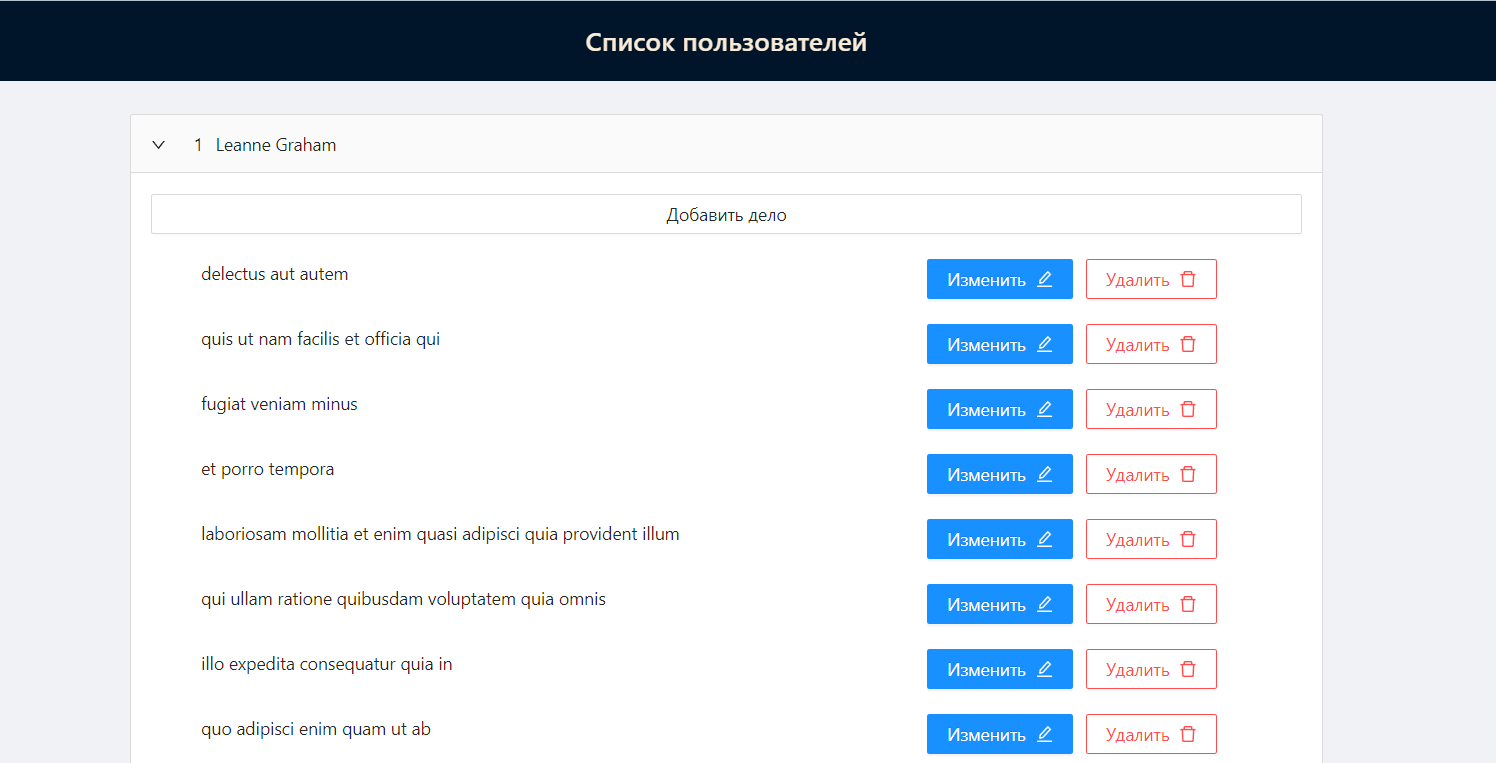 Список пользователей
1 Leanne Graham
Добавить дело
delectus aut autem Изменить Удалить
quis ut nam facilis et officia qui Изменить Удалить
fugiat veniam minus Изменить Удалить
et porro tempora Изменить Удалить
laboriosam mollitia et enim quasi adipisci quia provident illum Изменить Удалить
qui ullam ratione quibusdam voluptatem quia omnis Изменить Удалить
illo expedita consequatur quia in Изменить Удалить
quo adipisci enim quam ut ab Изменить Удалить